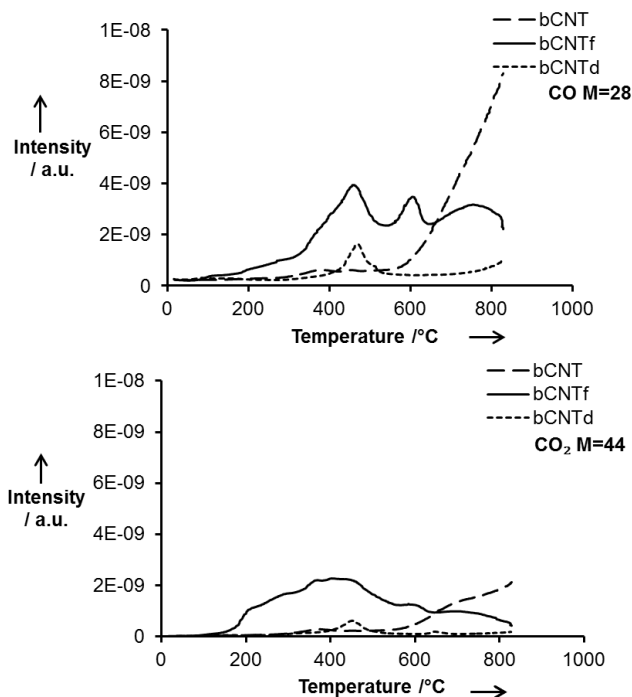 1E-08
8E-09
6E-09
4E-09
2E-09
0
Intensity
/ a.u.
bCNT
bCNTf
bCNTd
CO M=28
0 200 400 600 800 1000
Temperature /°C
1E-08
8E-09
6E-09
4E-09
2E-09
0
Intensity
/ a.u.
bCNT
bCNTf
bCNTd
CO₂ M=44
0 200 400 600 800 1000
Temperature /°C